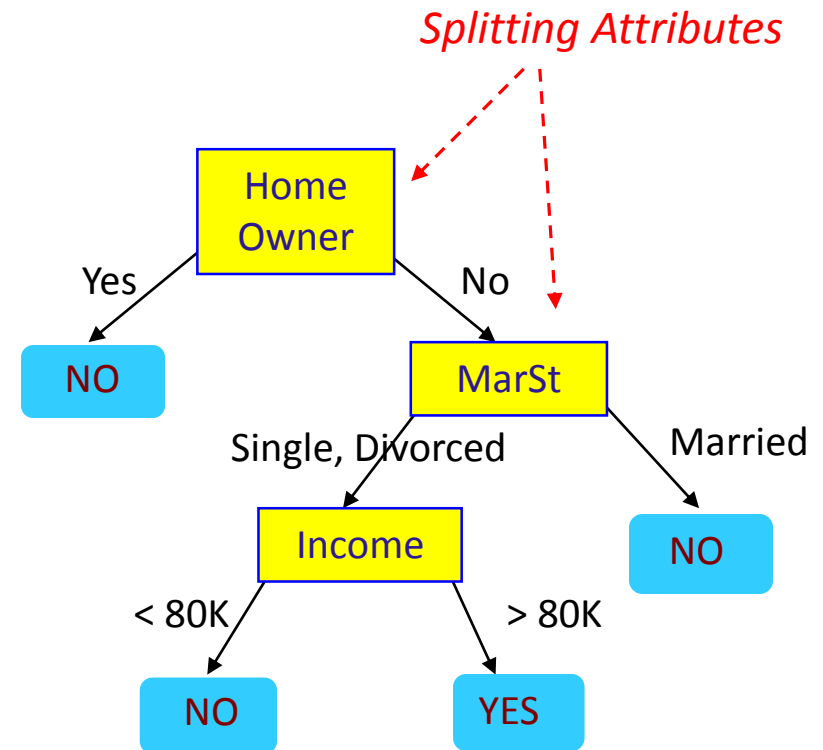 Splitting Attributes
Home
Owner
Yes
No
NO
MarSt
Single, Divorced
Married
Income
NO
< 80K
> 80K
NO
YES